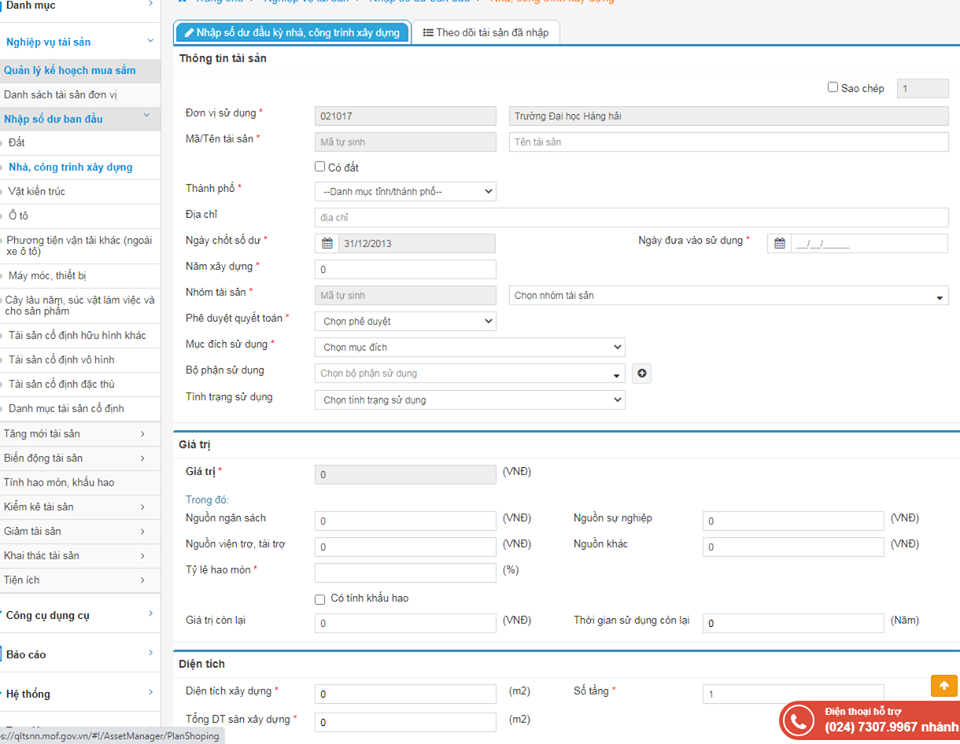 Danh mục
Nghiệp vụ tài sản
Quản lý kế hoạch mua sắm
Danh sách tài sản đơn vị
Nhập số dư ban đầu
Đất
Nhà, công trình xây dựng
Vật kiến trúc
Ô tô
Phương tiện vận tải khác (ngoài
xe ô tô)
Máy móc, thiết bị
Cây lâu năm, súc vật làm việc và
cho sản phẩm
Tài sản cố định hữu hình khác
Tài sản cố định vô hình
Tài sản cố định đặc thù
Danh mục tài sản cố định
Tăng mới tài sản
Biến động tài sản
Tính hao mòn, khấu hao
Kiểm kê tài sản
Giảm tài sản
Khai thác tài sản
Tiện ích
Công cụ dụng cụ
Báo cáo
Hệ thống
ps://qltsnn.mof.gov.vn/#!/AssetManager/PlanShoping
Nhập số dư đầu kỳ nhà, công trình xây dựng
Theo dõi tài sản đã nhập
Thông tin tài sản
Sao chép 1
Đơn vị sử dụng * 021017 Trường Đại học Hàng hải
Mã/Tên tài sản * Mã tự sinh Tên tài sản
Có đất
Thành phố * --Danh mục tỉnh/thành phố--
Địa chỉ địa chỉ
Ngày chốt số dư * 31/12/2013 Ngày đưa vào sử dụng * __/__/____
Năm xây dựng * 0
Nhóm tài sản * Mã tự sinh Chọn nhóm tài sản
Phê duyệt quyết toán * Chọn phê duyệt
Mục đích sử dụng * Chọn mục đích
Bộ phận sử dụng Chọn bộ phận sử dụng
Tình trạng sử dụng Chọn tình trạng sử dụng
Giá trị
Giá trị * 0 (VNĐ)
Trong đó:
Nguồn ngân sách 0 (VNĐ) Nguồn sự nghiệp 0 (VNĐ)
Nguồn viện trợ, tài trợ 0 (VNĐ) Nguồn khác 0 (VNĐ)
Tỷ lệ hao mòn * (%)
Có tính khấu hao
Giá trị còn lại 0 (VNĐ) Thời gian sử dụng còn lại 0 (Năm)
Diện tích
Diện tích xây dựng * 0 (m2) Số tầng * 1
Tổng DT sàn xây dựng * 0 (m2)
Điện thoại hỗ trợ
(024) 7307.9967 nhánh